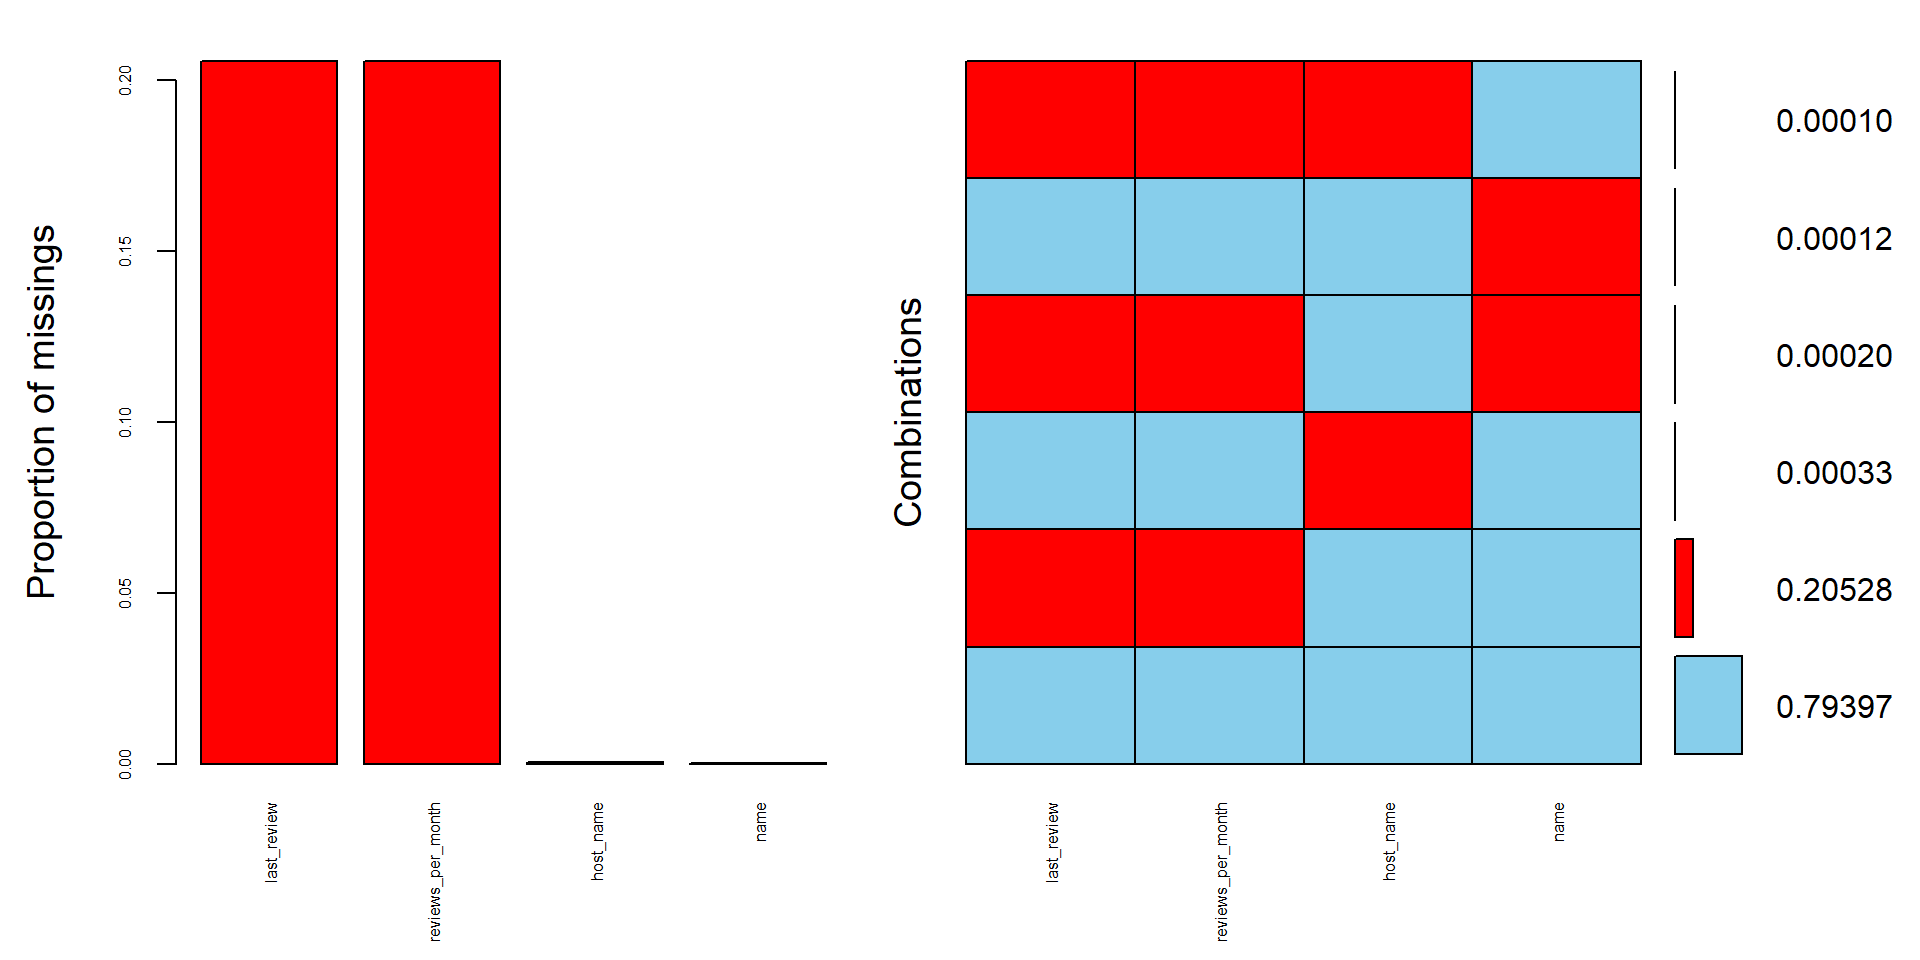 Proportion of missings
0.20
0.15
0.10
0.05
0.00
last_review
reviews_per_month
host_name
name
Combinations
last_review
reviews_per_month
host_name
name
0.00010
0.00012
0.00020
0.00033
0.20528
0.79397